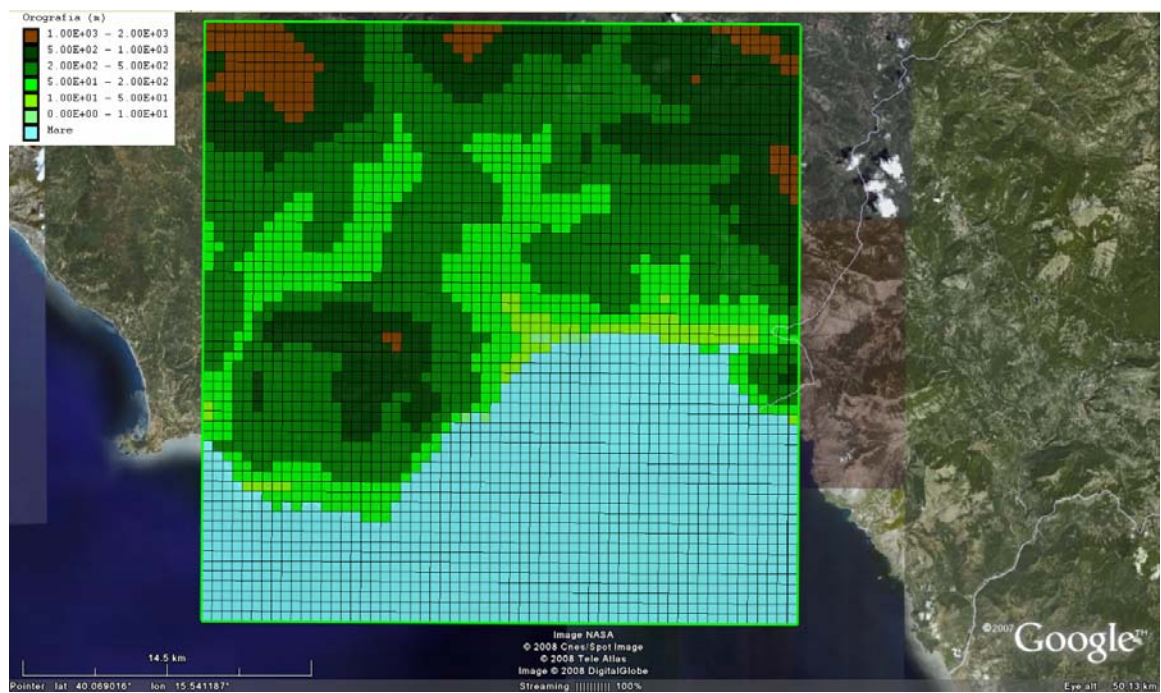 Orografia (m)
1.00E+03 - 2.00E+03
5.00E+02 - 1.00E+03
2.00E+02 - 5.00E+02
5.00E+01 - 2.00E+02
1.00E+01 - 5.00E+01
0.00E+00 - 1.00E+01
Mare
©2007 Google™
14.5 km
Image NASA
© 2008 Cnes/Spot Image
© 2008 Tele Atlas
Image © 2008 DigitalGlobe
Pointer lat 40.069016° lon 15.541187° Streaming |||||||||| 100% Eye alt 50.13 km